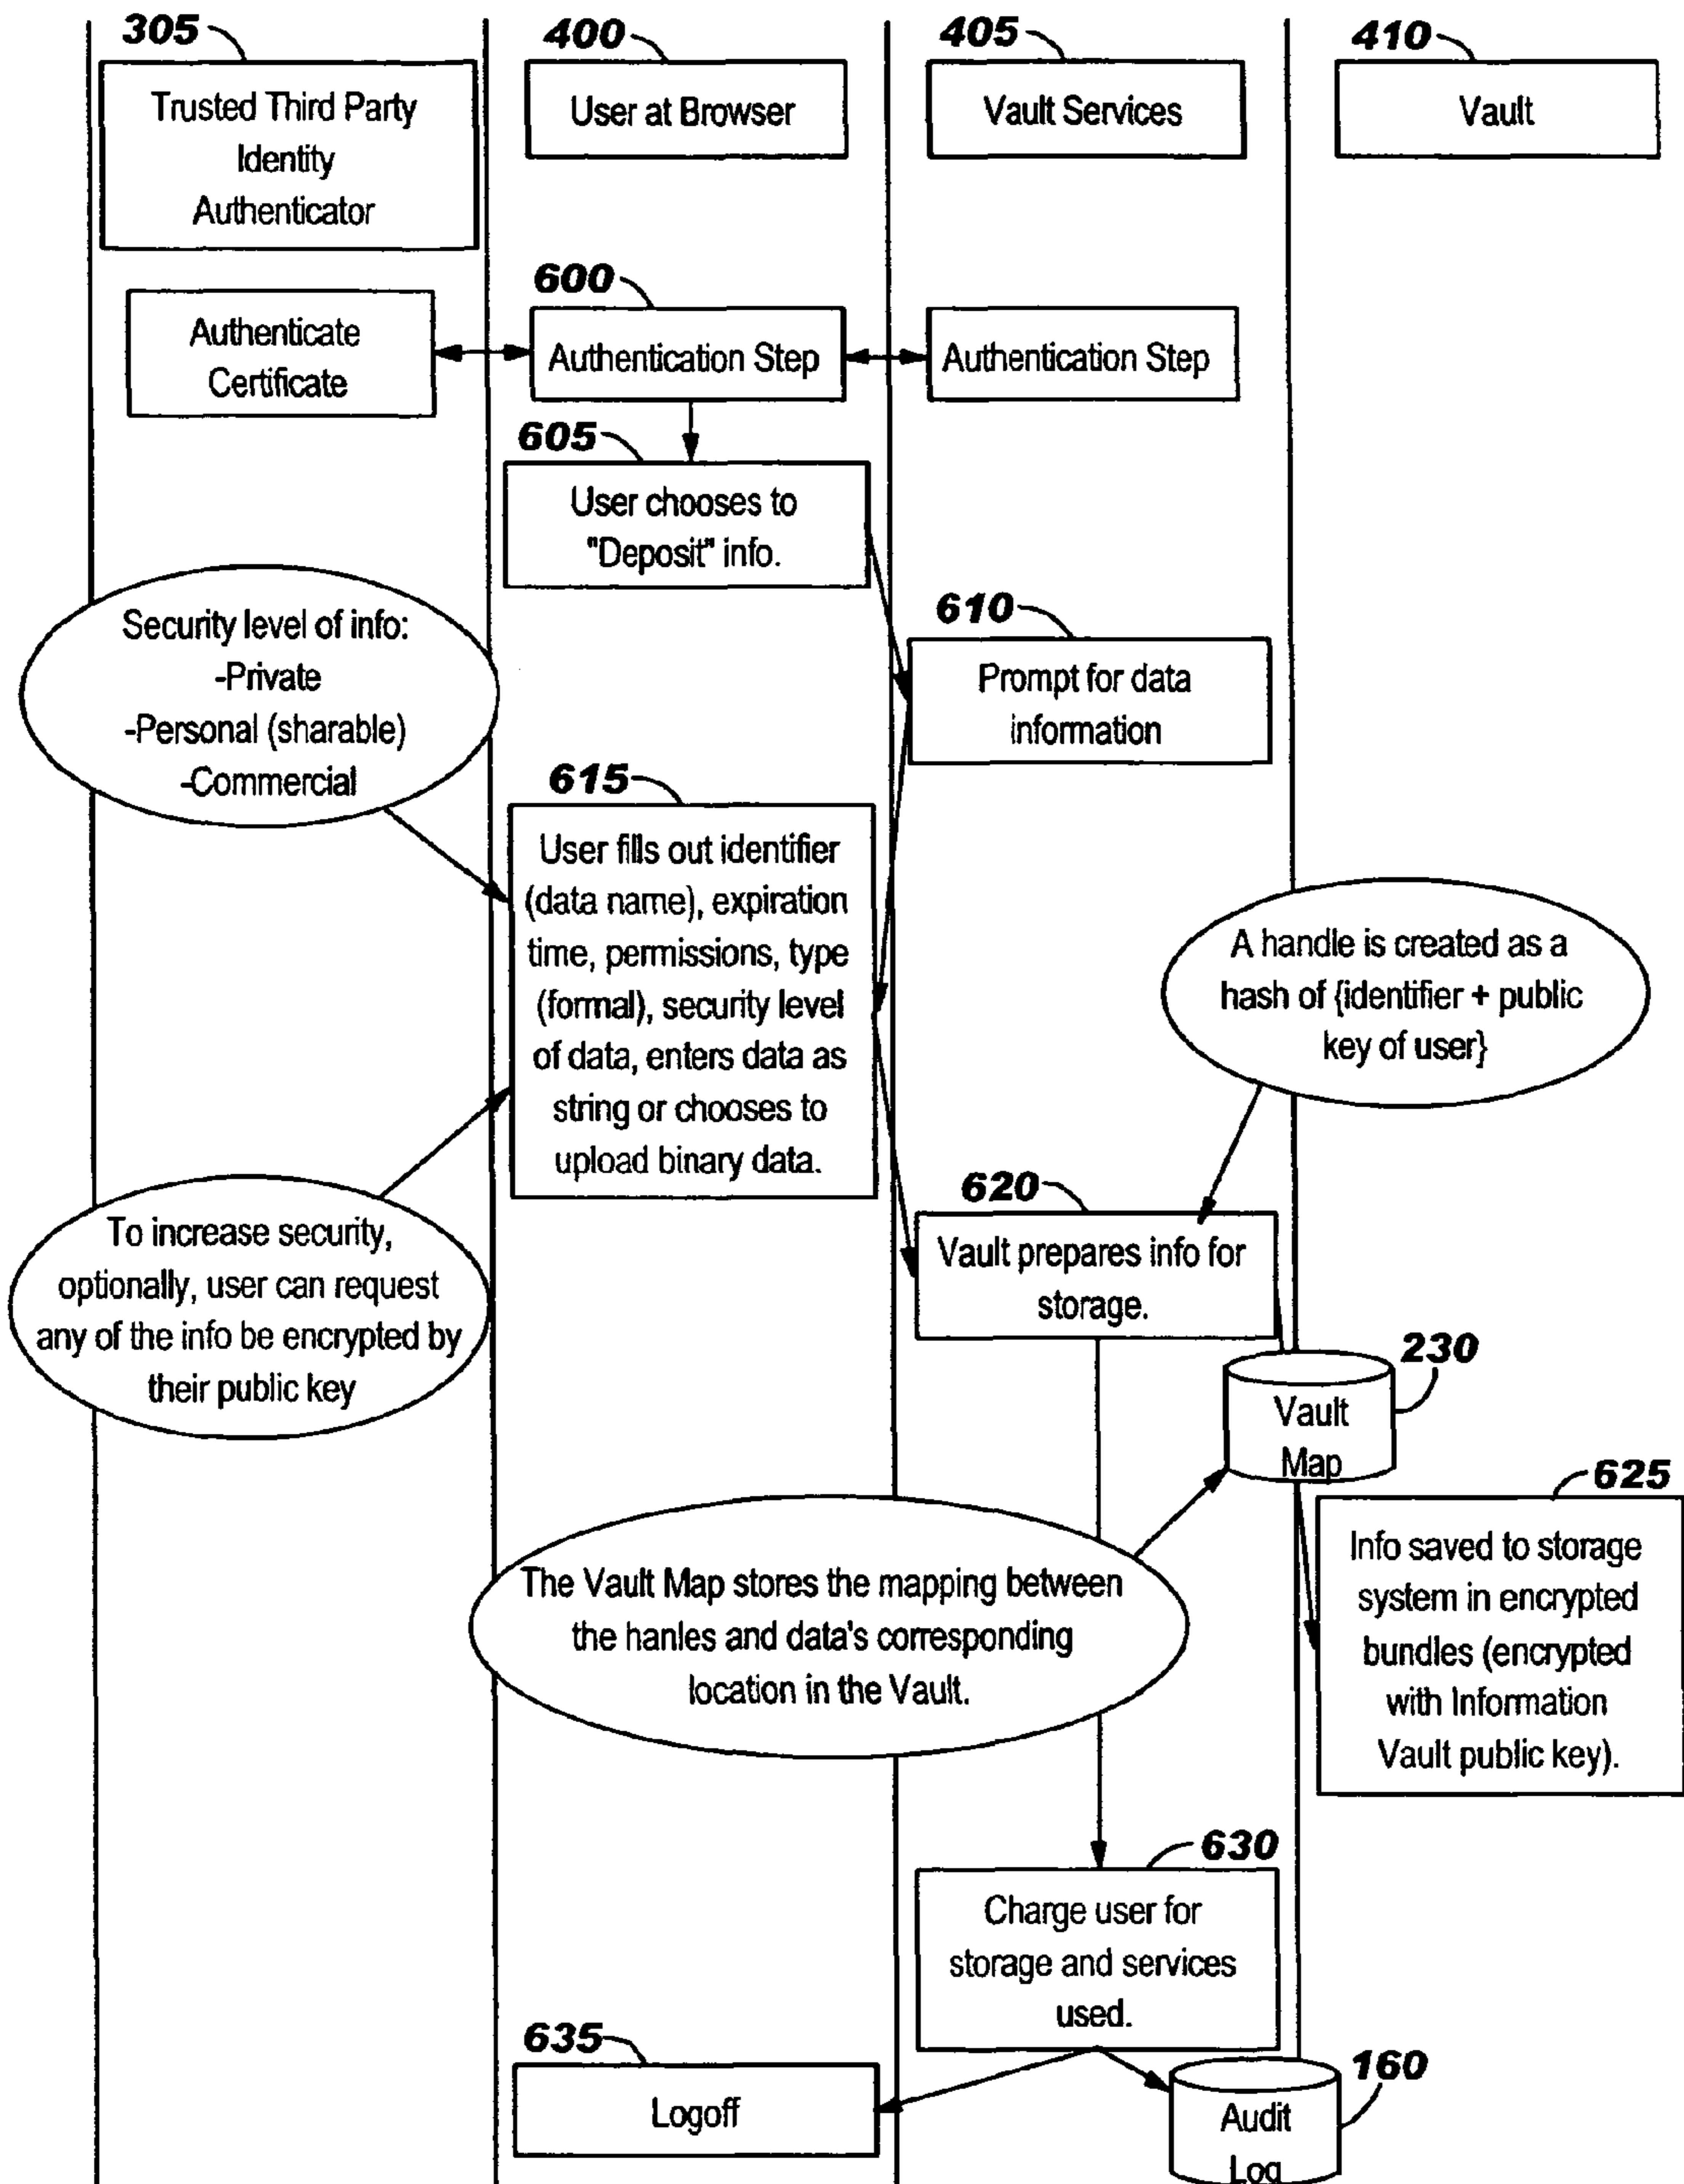 305
400
405
410
Trusted Third Party
Identity
Authenticator
User at Browser
Vault Services
Vault
600
Authenticate
Certificate
Authentication Step
Authentication Step
605
User chooses to
"Deposit" info.
Security level of info:
-Private
-Personal (sharable)
-Commercial
610
Prompt for data
information
615
User fills out identifier
(data name), expiration
time, permissions, type
(formal), security level
of data, enters data as
string or chooses to
upload binary data.
A handle is created as a
hash of {identifier + public
key of user}
To increase security,
optionally, user can request
any of the info be encrypted by
their public key
620
Vault prepares info for
storage.
230
Vault
Map
625
Info saved to storage
system in encrypted
bundles (encrypted
with Information
Vault public key).
The Vault Map stores the mapping between
the hanles and data's corresponding
location in the Vault.
630
Charge user for
storage and services
used.
635
Logoff
160
Audit
Log